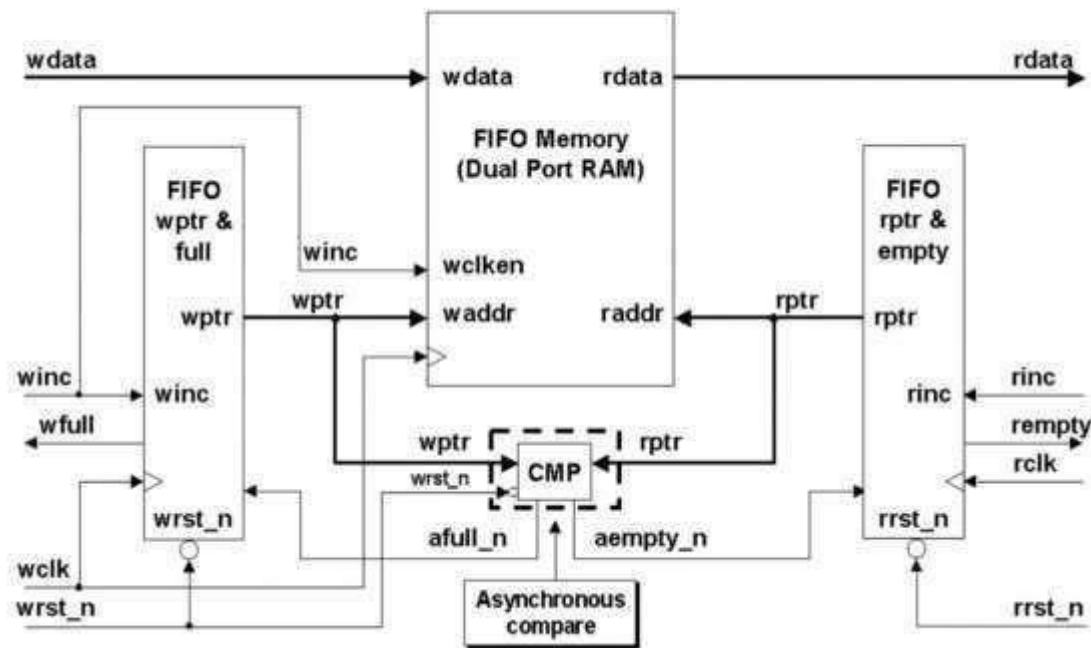 wdata
wdata
rdata
rdata
FIFO Memory
(Dual Port RAM)
FIFO
wptr &
full
FIFO
rptr &
empty
winc
wclken
wptr
wptr
waddr
raddr
rptr
rptr
winc
winc
rinc
rinc
wfull
rempty
wptr
CMP
rptr
rclk
wrst_n
wrst_n
rrst_n
afull_n
aempty_n
wclk
wrst_n
Asynchronous
compare
rrst_n